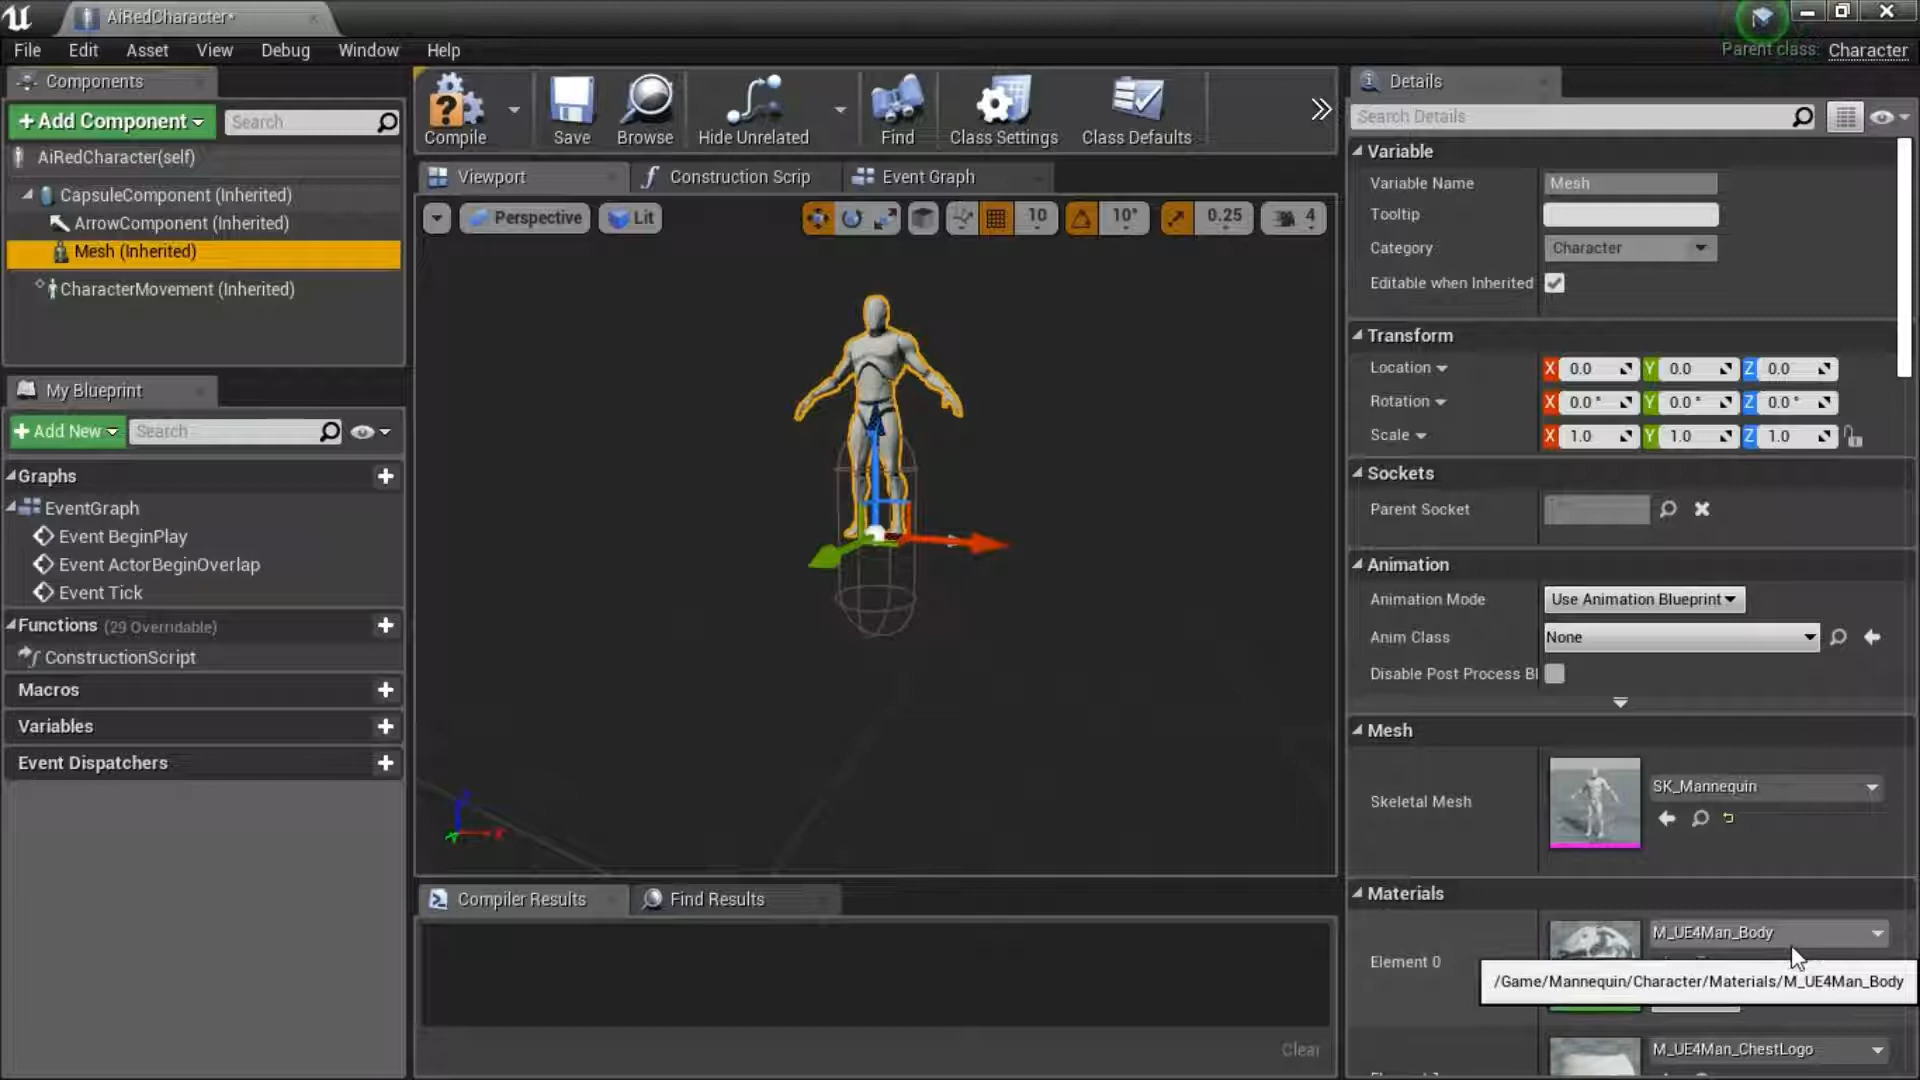 AiRedCharacter*
File Edit Asset View Debug Window Help
Parent class: Character
Components
+Add Component
Search
AiRedCharacter(self)
CapsuleComponent (Inherited)
ArrowComponent (Inherited)
Mesh (Inherited)
CharacterMovement (Inherited)
My Blueprint
+Add New
Search
Graphs
EventGraph
Event BeginPlay
Event ActorBeginOverlap
Event Tick
Functions (29 Overridable)
ConstructionScript
Macros
Variables
Event Dispatchers
Compile Save Browse Hide Unrelated Find Class Settings Class Defaults
Viewport Construction Scrip Event Graph
Perspective Lit 10 10° 0.25 4
Compiler Results Find Results
Clear
Details
Search Details
Variable
Variable Name Mesh
Tooltip
Category Character
Editable when Inherited
Transform
Location X 0.0 Y 0.0 Z 0.0
Rotation X 0.0° Y 0.0° Z 0.0°
Scale X 1.0 Y 1.0 Z 1.0
Sockets
Parent Socket
Animation
Animation Mode Use Animation Blueprint
Anim Class None
Disable Post Process Bl
Mesh
Skeletal Mesh SK_Mannequin
Materials
Element 0 M_UE4Man_Body
/Game/Mannequin/Character/Materials/M_UE4Man_Body
M_UE4Man_ChestLogo